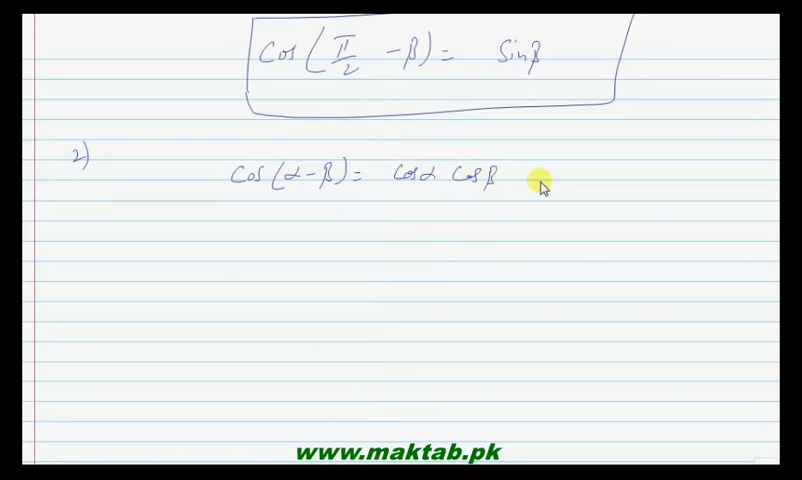 Cos(π/2 - β) = Sinβ
2)
Cos(α - β) = Cosα Cosβ
www.maktab.pk